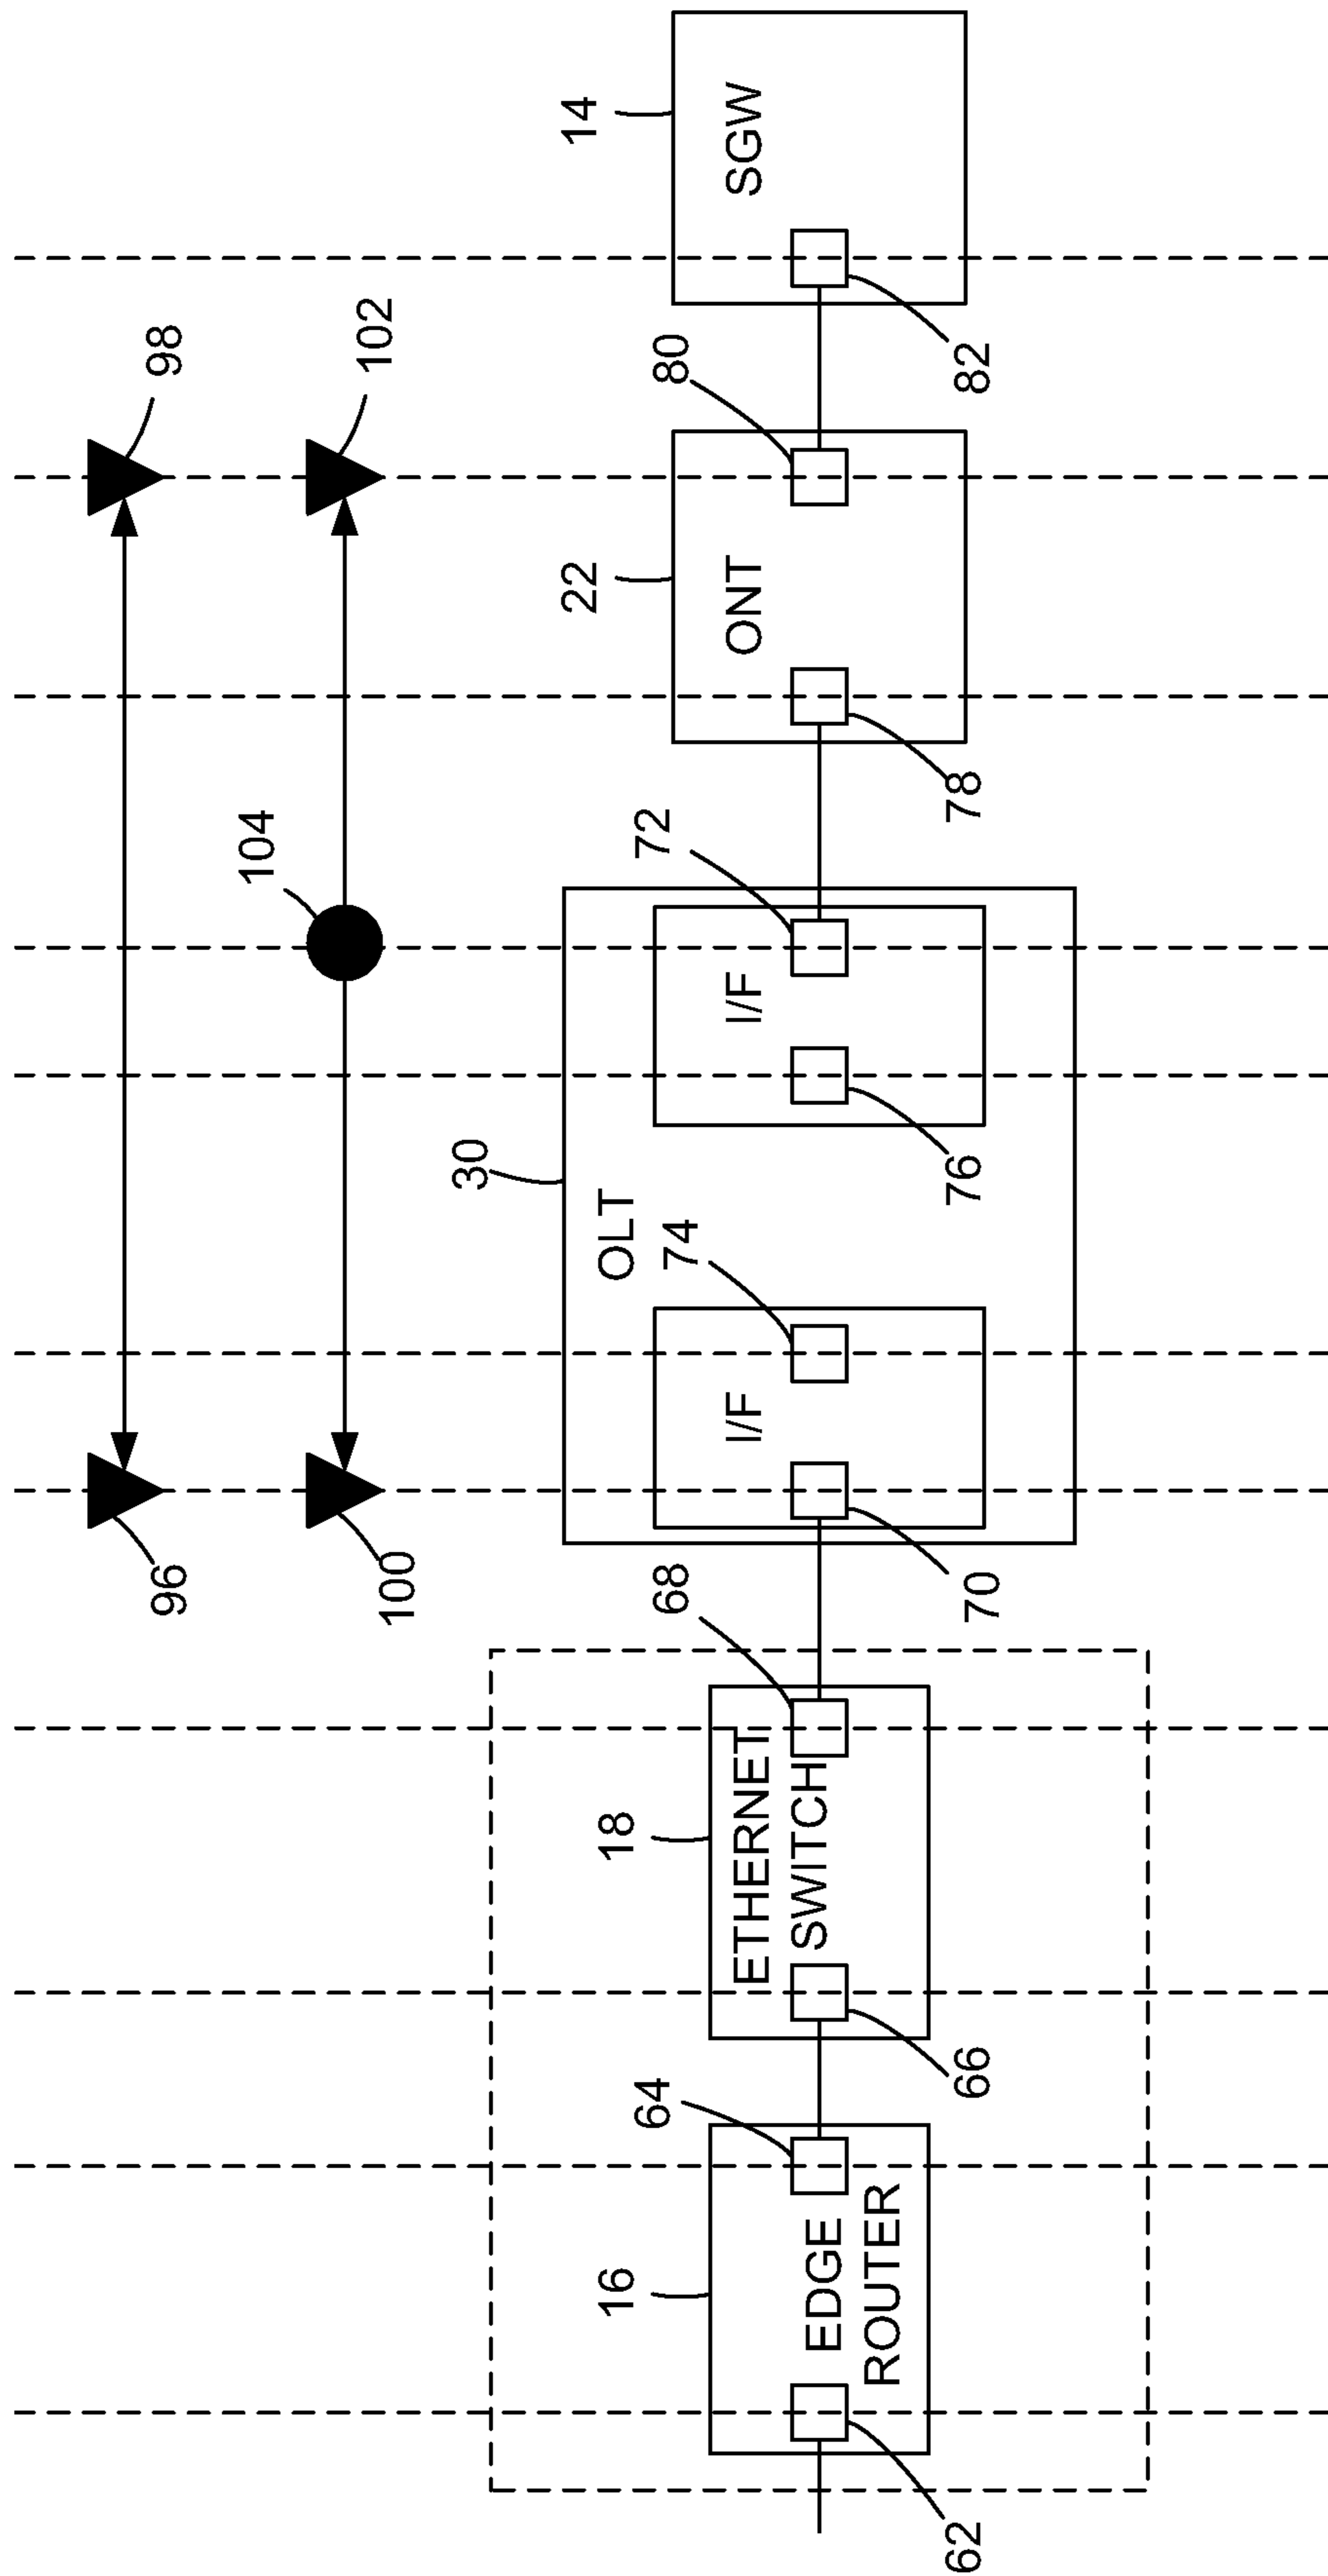 96
98
100
104
102
30
OLT
16
18
68
74
72
22
80
14
64
EDGE
ROUTER
ETHERNET
SWITCH
I/F
I/F
ONT
SGW
62
66
70
76
78
82